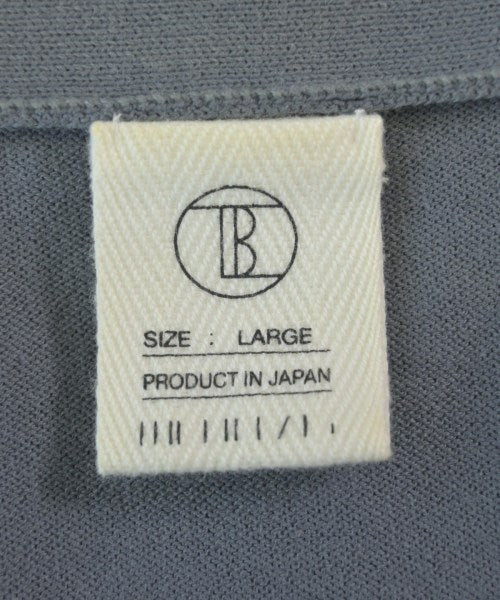 B
SIZE : LARGE
PRODUCT IN JAPAN